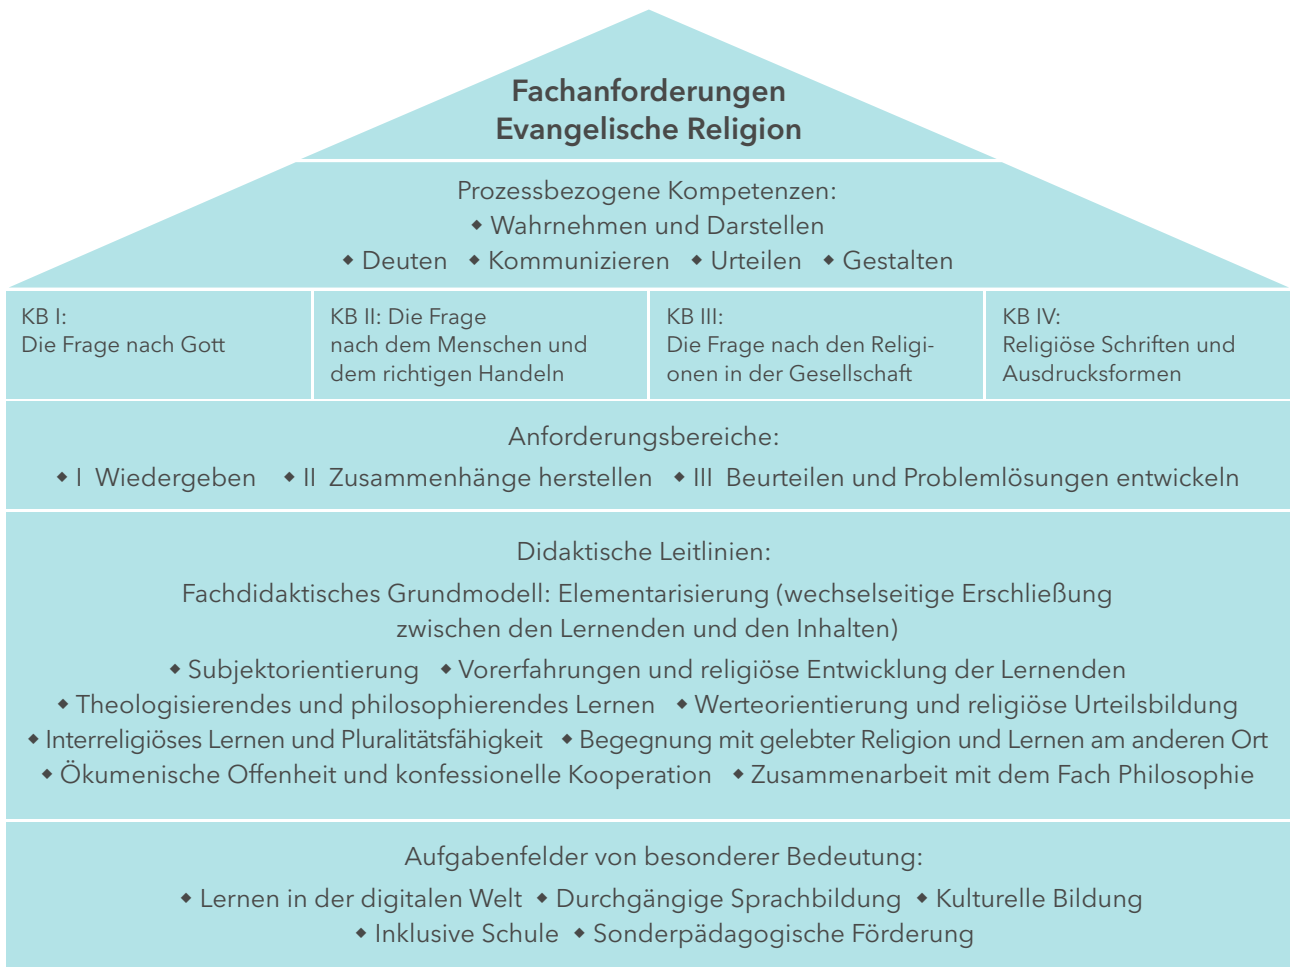 Fachanforderungen
Evangelische Religion
Prozessbezogene Kompetenzen:
◆ Wahrnehmen und Darstellen
◆ Deuten ◆ Kommunizieren ◆ Urteilen ◆ Gestalten
KB I:
Die Frage nach Gott
KB II: Die Frage
nach dem Menschen und
dem richtigen Handeln
KB III:
Die Frage nach den Religi-
onen in der Gesellschaft
KB IV:
Religiöse Schriften und
Ausdrucksformen
Anforderungsbereiche:
◆ I Wiedergeben ◆ II Zusammenhänge herstellen ◆ III Beurteilen und Problemlösungen entwickeln
Didaktische Leitlinien:
Fachdidaktisches Grundmodell: Elementarisierung (wechselseitige Erschließung
zwischen den Lernenden und den Inhalten)
◆ Subjektorientierung ◆ Vorerfahrungen und religiöse Entwicklung der Lernenden
◆ Theologisierendes und philosophierendes Lernen ◆ Werteorientierung und religiöse Urteilsbildung
◆ Interreligiöses Lernen und Pluralitätsfähigkeit ◆ Begegnung mit gelebter Religion und Lernen am anderen Ort
◆ Ökumenische Offenheit und konfessionelle Kooperation ◆ Zusammenarbeit mit dem Fach Philosophie
Aufgabenfelder von besonderer Bedeutung:
◆ Lernen in der digitalen Welt ◆ Durchgängige Sprachbildung ◆ Kulturelle Bildung
◆ Inklusive Schule ◆ Sonderpädagogische Förderung